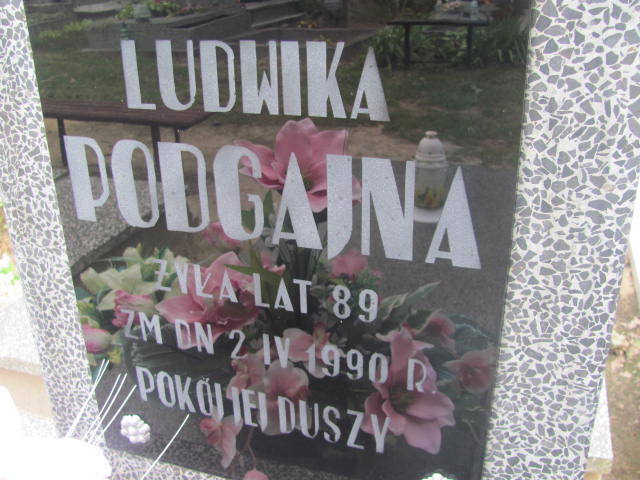 LUDWIKA
PODGAJNA
ŻYŁA LAT 89
ZM DN 2 IV 1990 R.
POKÓJ JEJ DUSZY